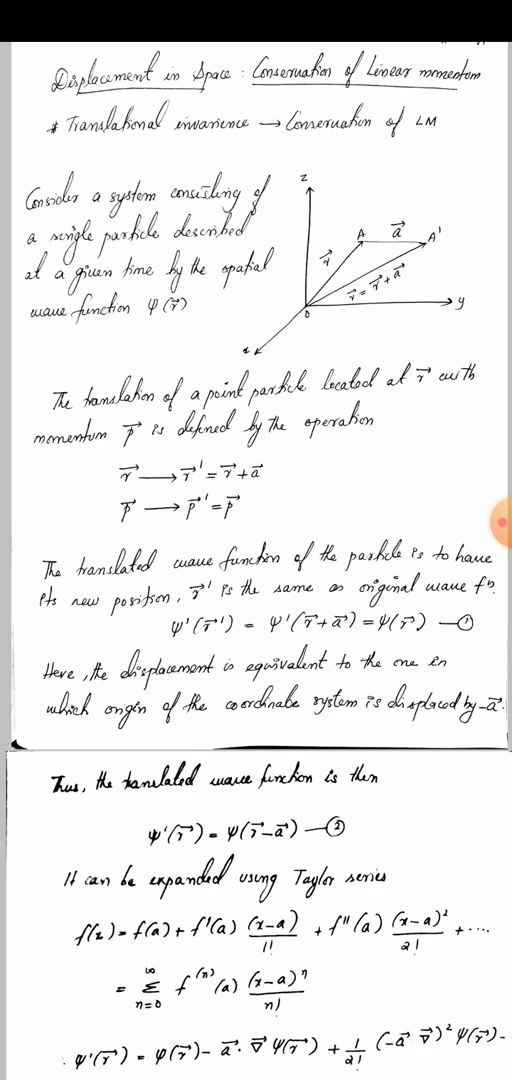 Displacement in Space : Conservation of Linear momentum
* Translational invariance → Conservation of LM
Consider a system consisting of
a single particle described
at a given time by the spatial
wave function ψ(r⃗)
z
A a⃗ A'
r⃗
r⃗ = r⃗ + a⃗
O
y
x
The translation of a point particle located at r⃗ with
momentum p⃗ is defined by the operation
r⃗ ⟶ r⃗' = r⃗ + a⃗
p⃗ ⟶ p⃗' = p⃗
The translated wave function of the particle is to have
its new position, r⃗' is the same as original wave fⁿ.
ψ'(r⃗') = ψ'(r⃗ + a⃗) = ψ(r⃗) — ①
Here, the displacement is equivalent to the one in
which origin of the coordinate system is displaced by -a⃗.
Thus, the translated wave function is then
ψ'(r⃗) = ψ(r⃗ - a⃗) — ②
It can be expanded using Taylor series
f(x) = f(a) + f'(a) (x-a)/1! + f''(a) (x-a)²/2! + ....
= Σ_{n=0}^{∞} f⁽ⁿ⁾(a) (x-a)ⁿ/n!
∴ ψ'(r⃗) = ψ(r⃗) - a⃗ · ∇⃗ ψ(r⃗) + 1/2! (-a⃗ ∇⃗)² ψ(r⃗) -